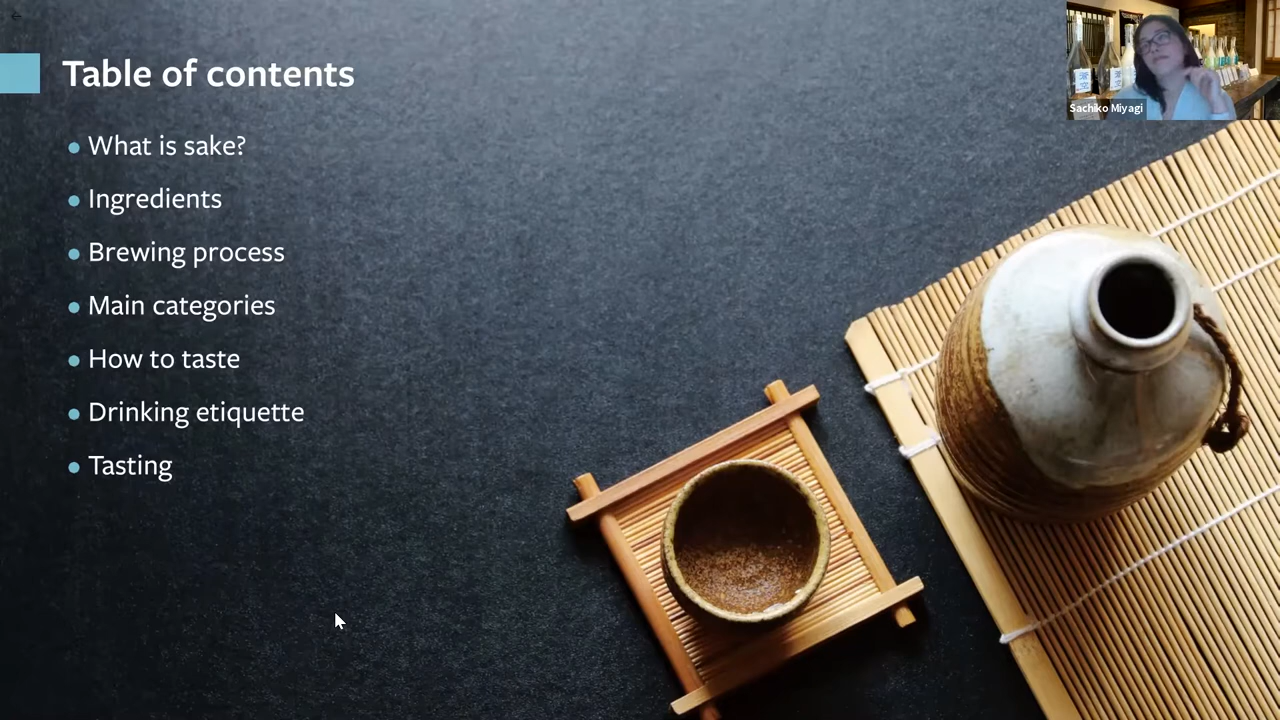 Table of contents
What is sake?
Ingredients
Brewing process
Main categories
How to taste
Drinking etiquette
Tasting
Sachiko Miyagi